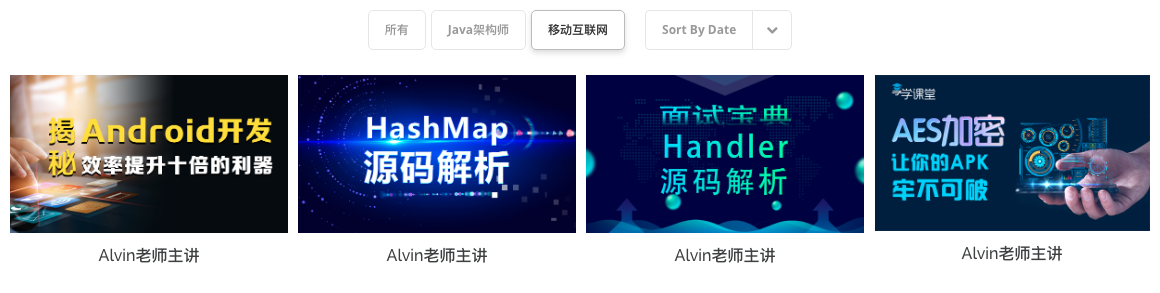 所有
Java架构师
移动互联网
Sort By Date
揭秘 Android开发
效率提升十倍的利器
Alvin老师主讲
HashMap
源码解析
Alvin老师主讲
面试宝典
Handler
源码解析
Alvin老师主讲
学课堂
AES加密
让你的APK
牢不可破
Alvin老师主讲